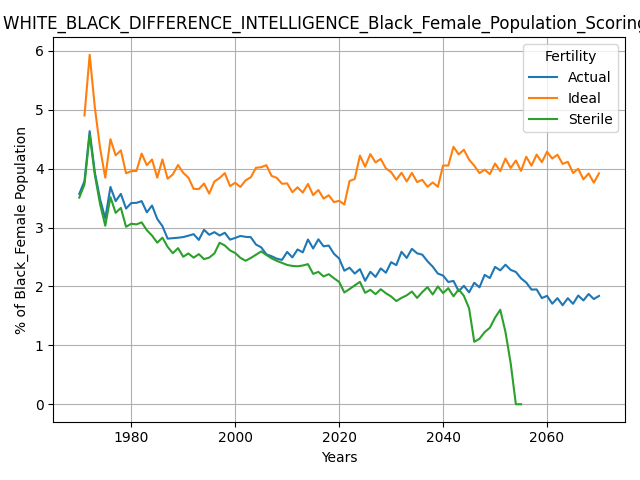 WHITE_BLACK_DIFFERENCE_INTELLIGENCE_Black_Female_Population_Scoring
Fertility
Actual
Ideal
Sterile
% of Black_Female Population
6
5
4
3
2
1
0
1980 2000 2020 2040 2060
Years